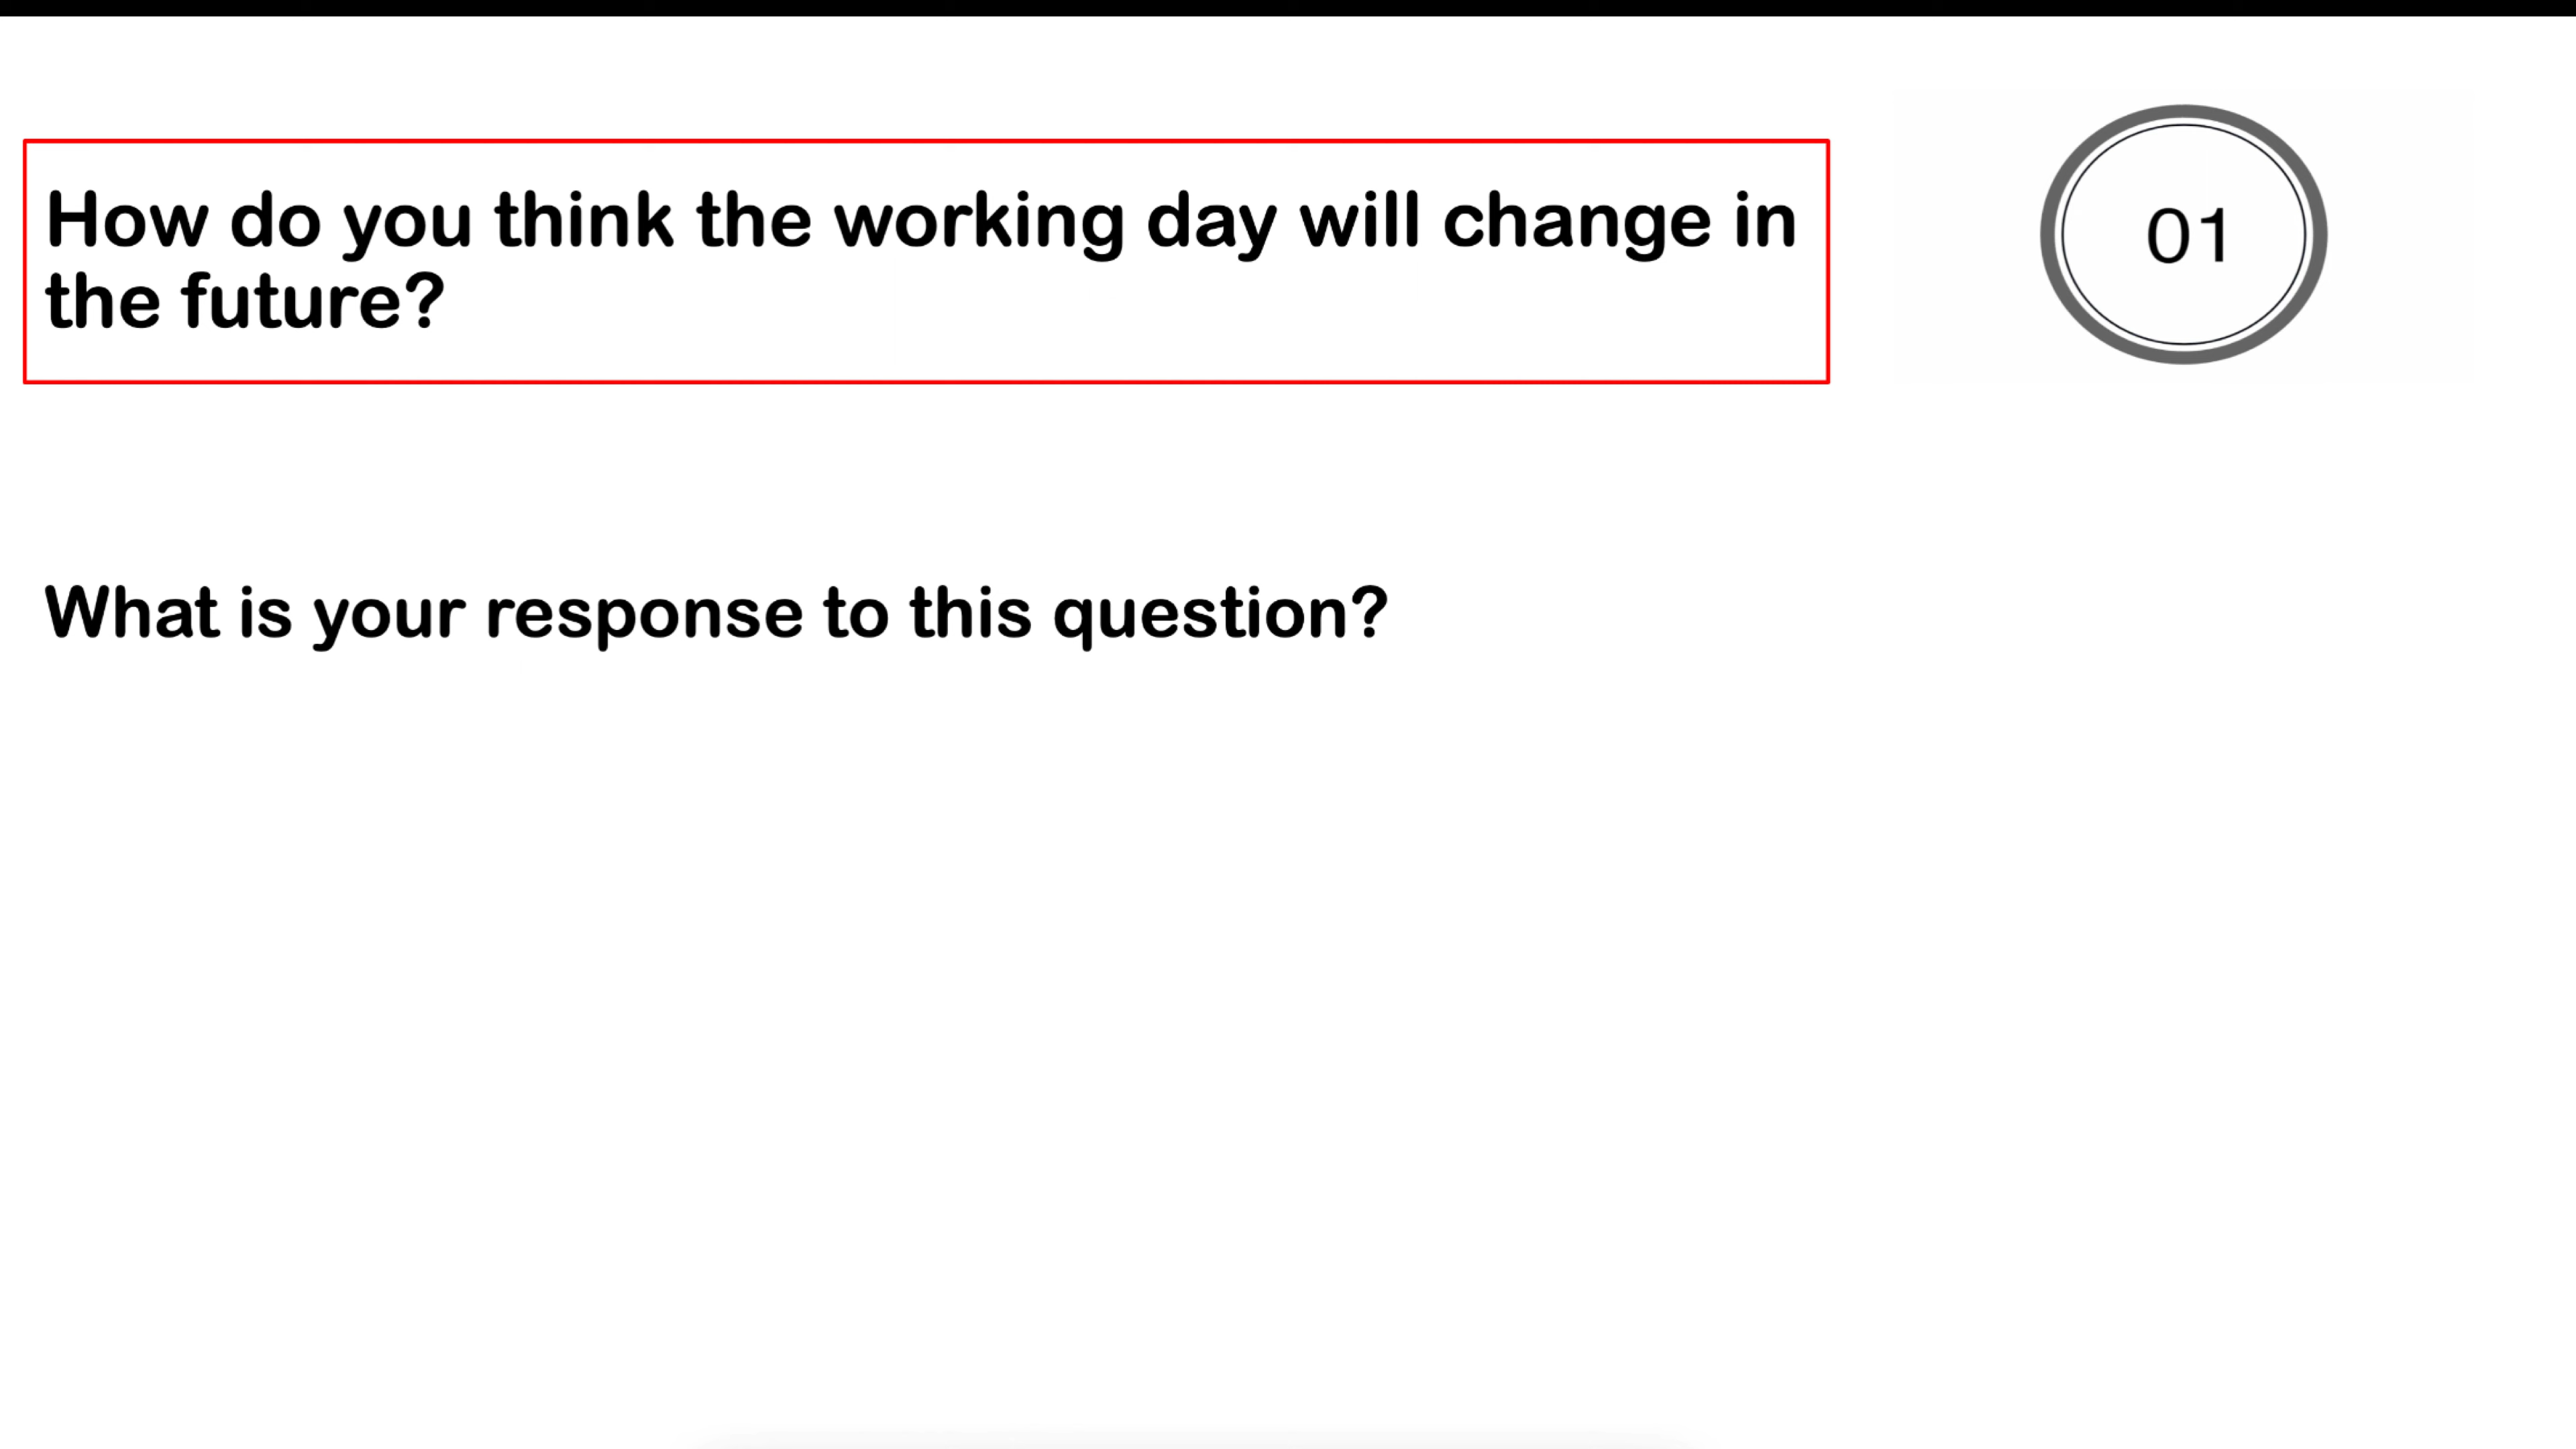 How do you think the working day will change in
the future?
01
What is your response to this question?